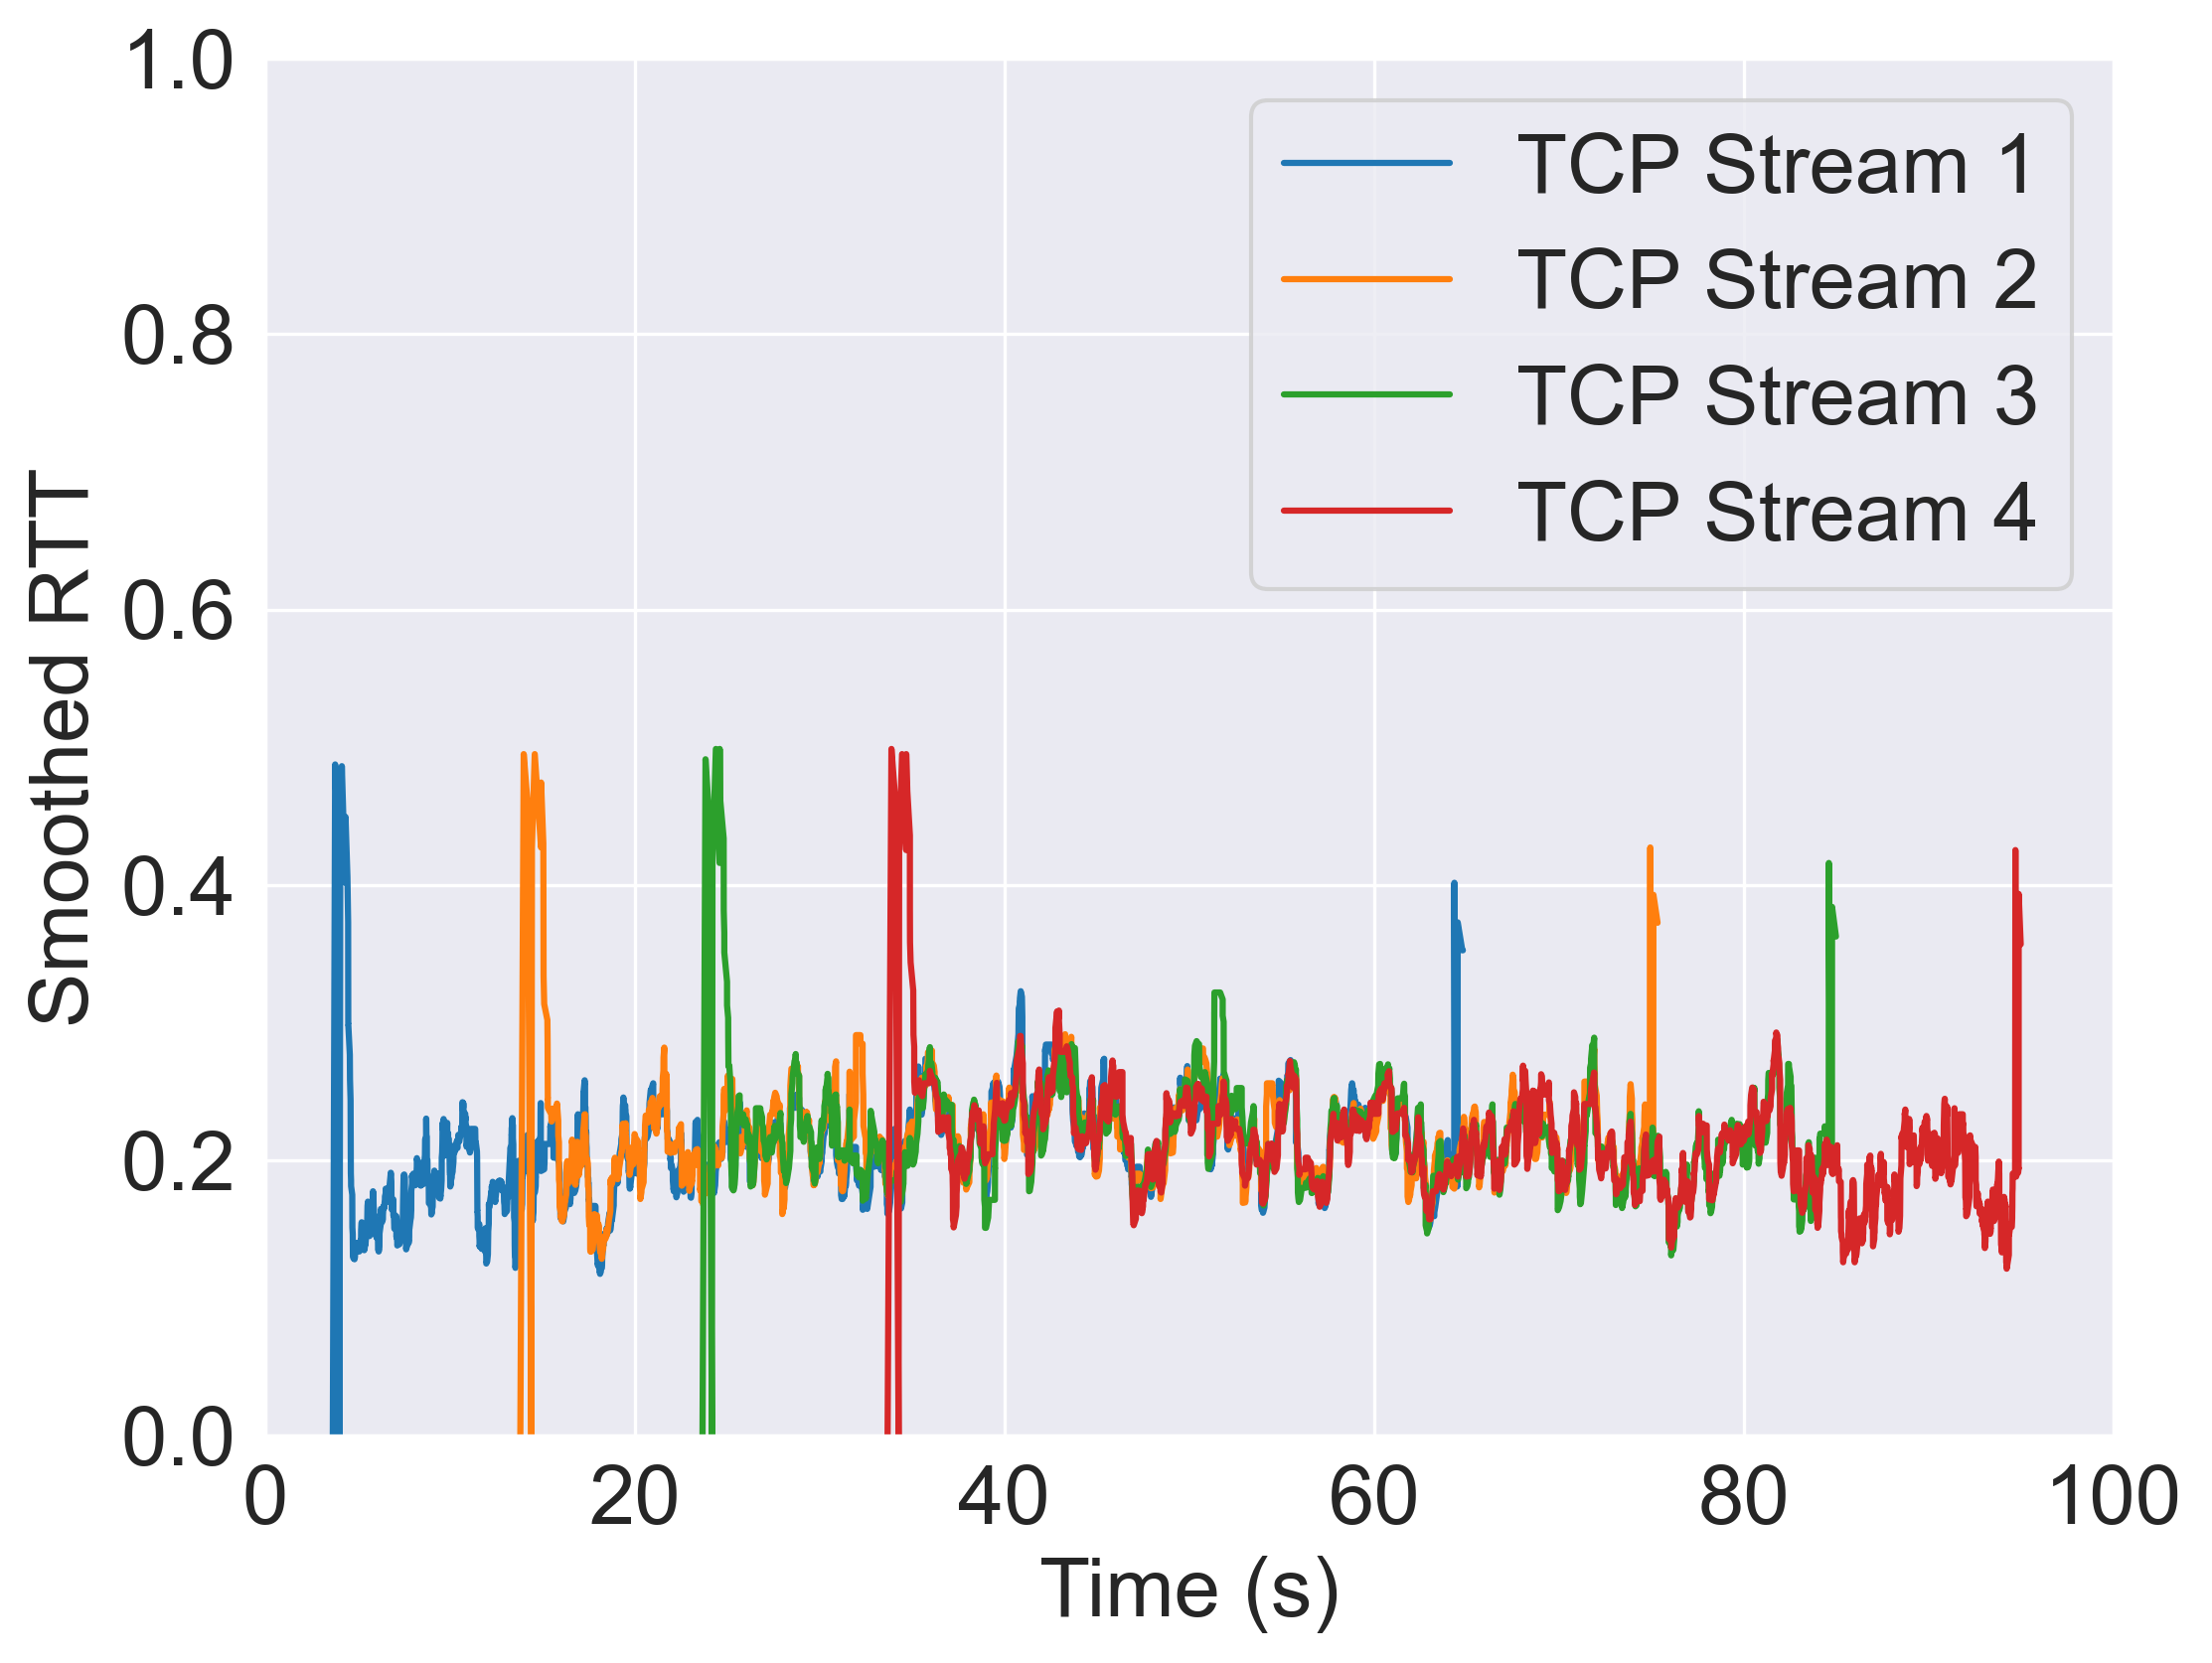 1.0
0.8
0.6
0.4
0.2
0.0
Smoothed RTT
TCP Stream 1
TCP Stream 2
TCP Stream 3
TCP Stream 4
0 20 40 60 80 100
Time (s)